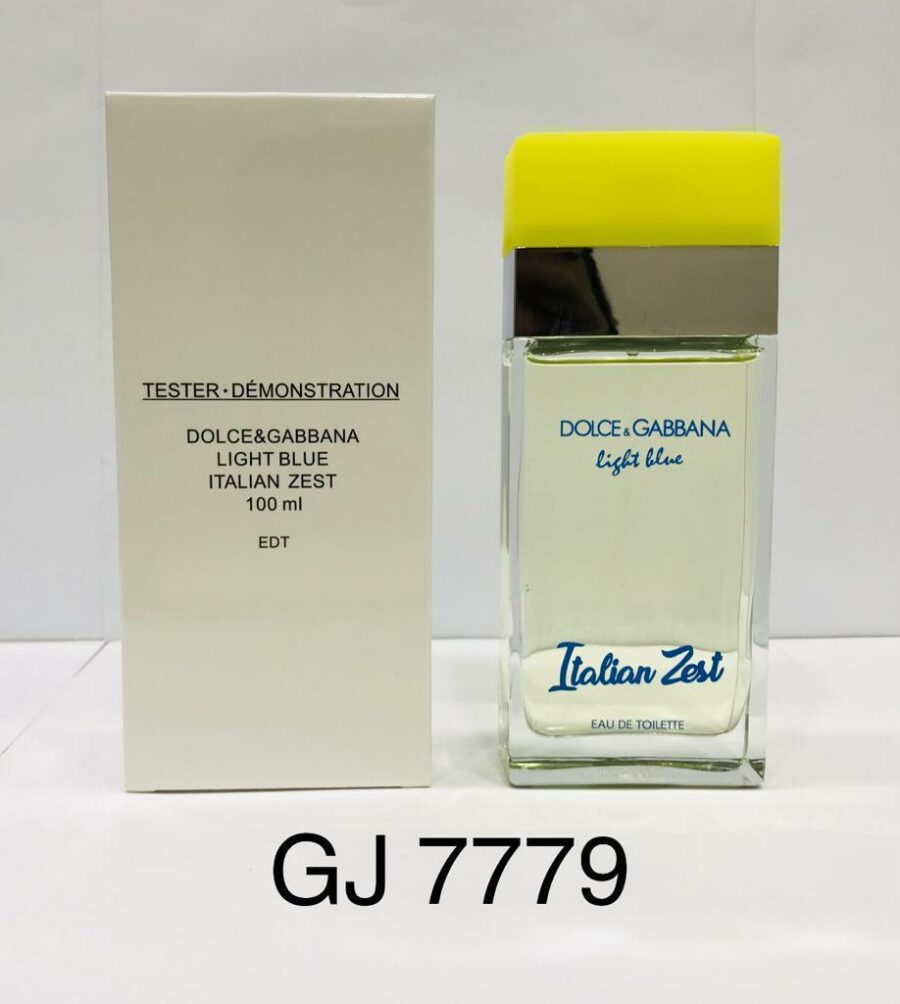 TESTER·DÉMONSTRATION
DOLCE&GABBANA
LIGHT BLUE
ITALIAN ZEST
100 ml
EDT
DOLCE&GABBANA
light blue
Italian Zest
EAU DE TOILETTE
GJ 7779